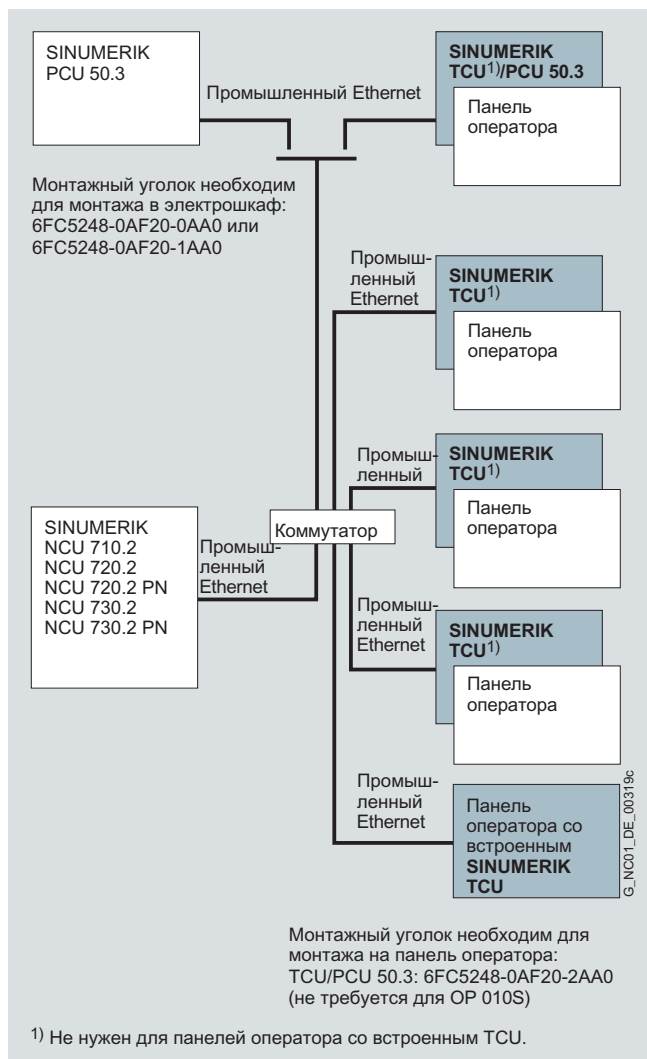 SINUMERIK
PCU 50.3
Промышленный Ethernet
SINUMERIK
TCU1)/PCU 50.3
Панель
оператора
Монтажный уголок необходим
для монтажа в электрошкаф:
6FC5248-0AF20-0AA0 или
6FC5248-0AF20-1AA0
Промыш-
ленный
Ethernet
SINUMERIK
TCU1)
Панель
оператора
Промыш-
ленный
SINUMERIK
TCU1)
Панель
оператора
Коммутатор
SINUMERIK
NCU 710.2
NCU 720.2
NCU 720.2 PN
NCU 730.2
NCU 730.2 PN
Промыш-
ленный
Ethernet
Промыш-
ленный
Ethernet
SINUMERIK
TCU1)
Панель
оператора
Промыш-
ленный
Ethernet
Панель
оператора со
встроенным
SINUMERIK
TCU
G_NC01_DE_00319c
Монтажный уголок необходим для
монтажа на панель оператора:
TCU/PCU 50.3: 6FC5248-0AF20-2AA0
(не требуется для OP 010S)
1) Не нужен для панелей оператора со встроенным TCU.